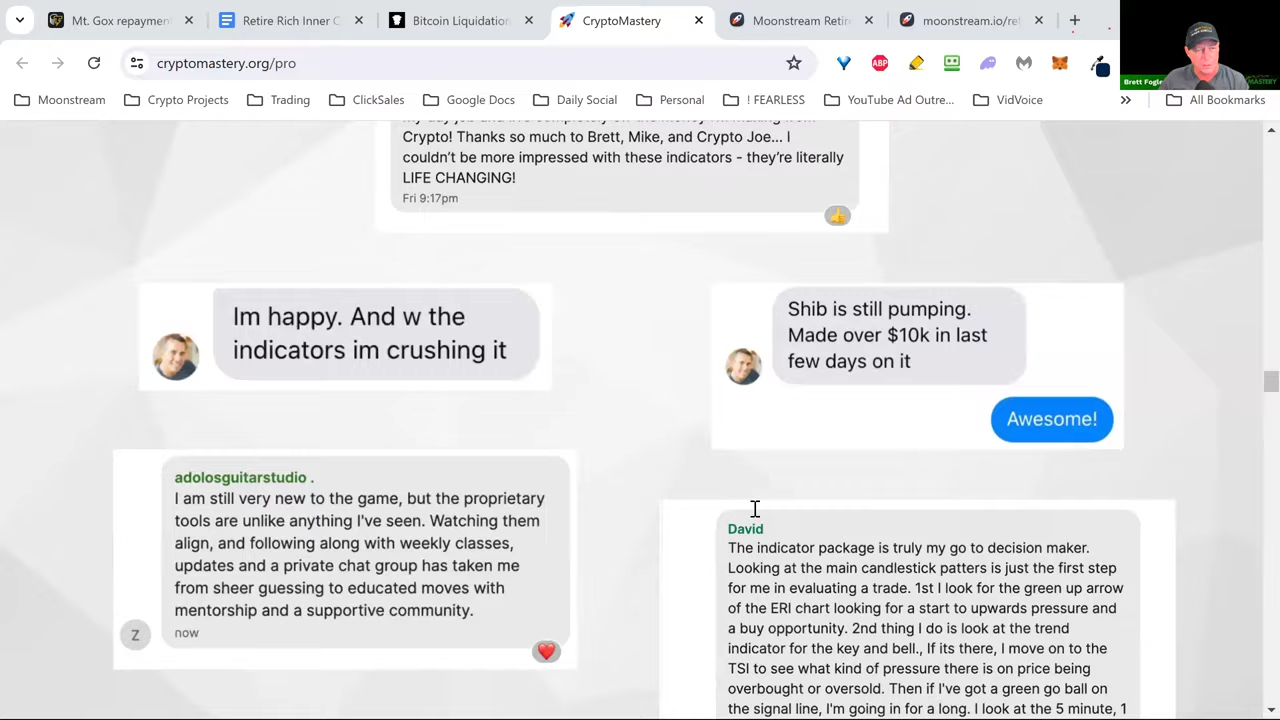 Mt. Gox repayment
Retire Rich Inner C
Bitcoin Liquidation
CryptoMastery
Moonstream Retir
moonstream.io/re
cryptomastery.org/pro
ABP
Brett Fogle
MASTERY
Moonstream
Crypto Projects
Trading
ClickSales
Google Docs
Daily Social
Personal
! FEARLESS
YouTube Ad Outre...
VidVoice
All Bookmarks
Crypto! Thanks so much to Brett, Mike, and Crypto Joe... I
couldn't be more impressed with these indicators - they're literally
LIFE CHANGING!
Fri 9:17pm
Im happy. And w the
indicators im crushing it
Shib is still pumping.
Made over $10k in last
few days on it
Awesome!
adolosguitarstudio .
I am still very new to the game, but the proprietary
tools are unlike anything I've seen. Watching them
align, and following along with weekly classes,
updates and a private chat group has taken me
from sheer guessing to educated moves with
mentorship and a supportive community.
Z
now
David
The indicator package is truly my go to decision maker.
Looking at the main candlestick patters is just the first step
for me in evaluating a trade. 1st I look for the green up arrow
of the ERI chart looking for a start to upwards pressure and
a buy opportunity. 2nd thing I do is look at the trend
indicator for the key and bell., If its there, I move on to the
TSI to see what kind of pressure there is on price being
overbought or oversold. Then if I've got a green go ball on
the signal line, I'm going in for a long. I look at the 5 minute, 1